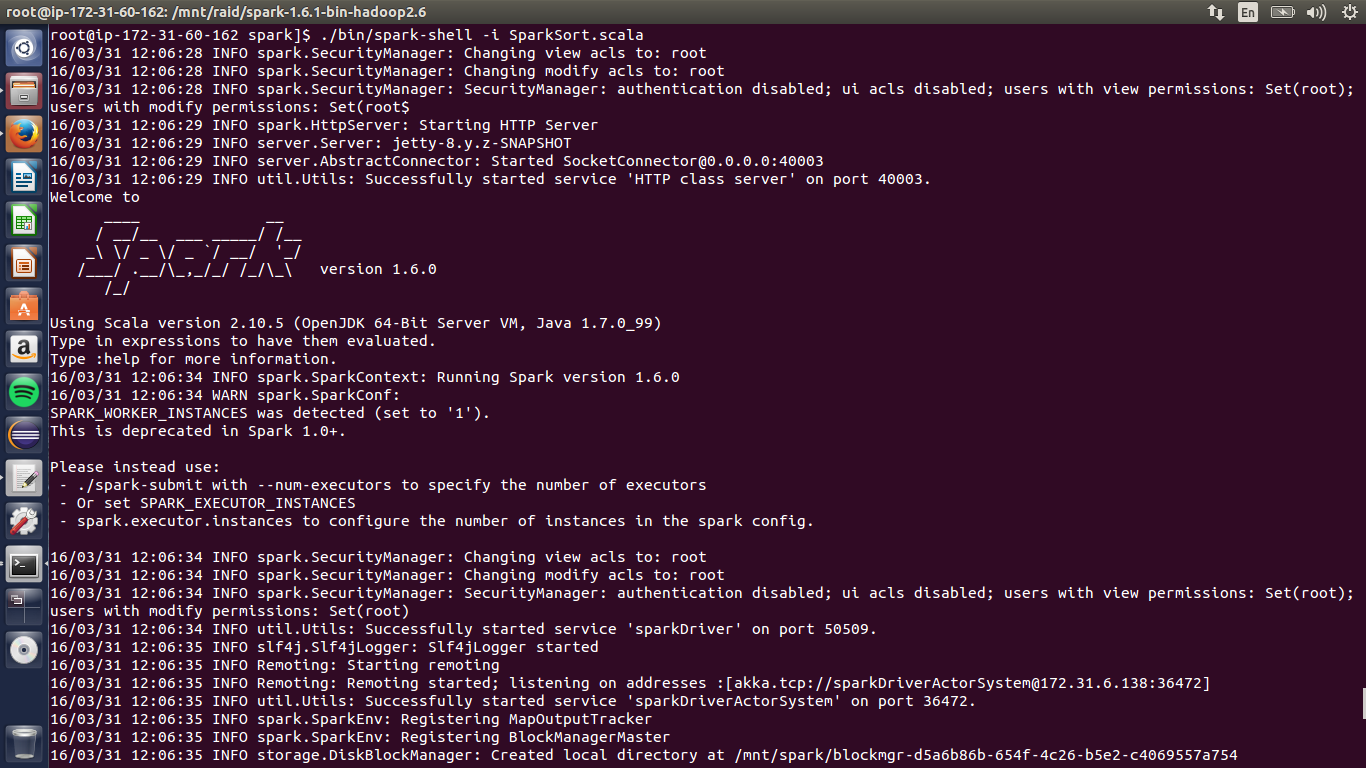 root@ip-172-31-60-162: /mnt/raid/spark-1.6.1-bin-hadoop2.6
En
root@ip-172-31-60-162 spark]$ ./bin/spark-shell -i SparkSort.scala
16/03/31 12:06:28 INFO spark.SecurityManager: Changing view acls to: root
16/03/31 12:06:28 INFO spark.SecurityManager: Changing modify acls to: root
16/03/31 12:06:28 INFO spark.SecurityManager: SecurityManager: authentication disabled; ui acls disabled; users with view permissions: Set(root);
users with modify permissions: Set(root$
16/03/31 12:06:29 INFO spark.HttpServer: Starting HTTP Server
16/03/31 12:06:29 INFO server.Server: jetty-8.y.z-SNAPSHOT
16/03/31 12:06:29 INFO server.AbstractConnector: Started SocketConnector@0.0.0.0:40003
16/03/31 12:06:29 INFO util.Utils: Successfully started service 'HTTP class server' on port 40003.
Welcome to
      ____              __
     / __/__  ___ _____/ /__
    _\ \/ _ \/ _ `/ __/  '_/
   /___/ .__/\_,_/_/ /_/\_\   version 1.6.0
      /_/
Using Scala version 2.10.5 (OpenJDK 64-Bit Server VM, Java 1.7.0_99)
Type in expressions to have them evaluated.
Type :help for more information.
16/03/31 12:06:34 INFO spark.SparkContext: Running Spark version 1.6.0
16/03/31 12:06:34 WARN spark.SparkConf:
SPARK_WORKER_INSTANCES was detected (set to '1').
This is deprecated in Spark 1.0+.
Please instead use:
 - ./spark-submit with --num-executors to specify the number of executors
 - Or set SPARK_EXECUTOR_INSTANCES
 - spark.executor.instances to configure the number of instances in the spark config.
16/03/31 12:06:34 INFO spark.SecurityManager: Changing view acls to: root
16/03/31 12:06:34 INFO spark.SecurityManager: Changing modify acls to: root
16/03/31 12:06:34 INFO spark.SecurityManager: SecurityManager: authentication disabled; ui acls disabled; users with view permissions: Set(root);
users with modify permissions: Set(root)
16/03/31 12:06:34 INFO util.Utils: Successfully started service 'sparkDriver' on port 50509.
16/03/31 12:06:35 INFO slf4j.Slf4jLogger: Slf4jLogger started
16/03/31 12:06:35 INFO Remoting: Starting remoting
16/03/31 12:06:35 INFO Remoting: Remoting started; listening on addresses :[akka.tcp://sparkDriverActorSystem@172.31.6.138:36472]
16/03/31 12:06:35 INFO util.Utils: Successfully started service 'sparkDriverActorSystem' on port 36472.
16/03/31 12:06:35 INFO spark.SparkEnv: Registering MapOutputTracker
16/03/31 12:06:35 INFO spark.SparkEnv: Registering BlockManagerMaster
16/03/31 12:06:35 INFO storage.DiskBlockManager: Created local directory at /mnt/spark/blockmgr-d5a6b86b-654f-4c26-b5e2-c4069557a754